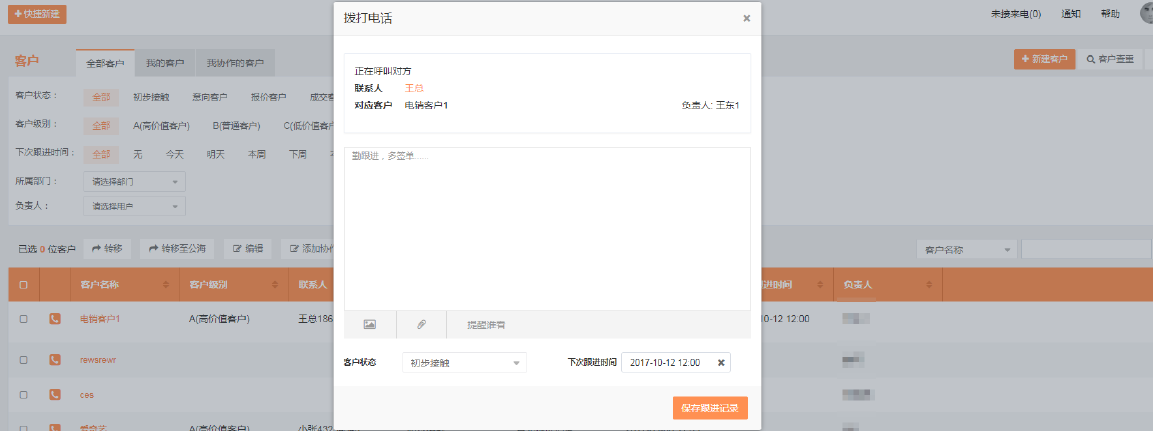 快捷新建
未接来电(0) 通知 帮助
客户 全部客户 我的客户 我协作的客户
新建客户 客户查重
客户状态： 全部 初步接触 意向客户 报价客户 成交
客户级别： 全部 A(高价值客户) B(普通客户) C(低价值客户
下次跟进时间： 全部 无 今天 明天 本周 下周
所属部门： 请选择部门
负责人： 请选择用户
已选 0 位客户 转移 转移至公海 编辑 添加协作
客户名称
客户名称 客户级别 联系人 进时间 负责人
电销客户1 A(高价值客户) 王总186 10-12 12:00
rewsrewr
ces
A(高价值客户) 小张432
拨打电话
正在呼叫对方
联系人 王总
对应客户 电销客户1 负责人: 王东1
勤跟进，多签单......
提醒谁看
客户状态 初步接触 下次跟进时间 2017-10-12 12:00
保存跟进记录